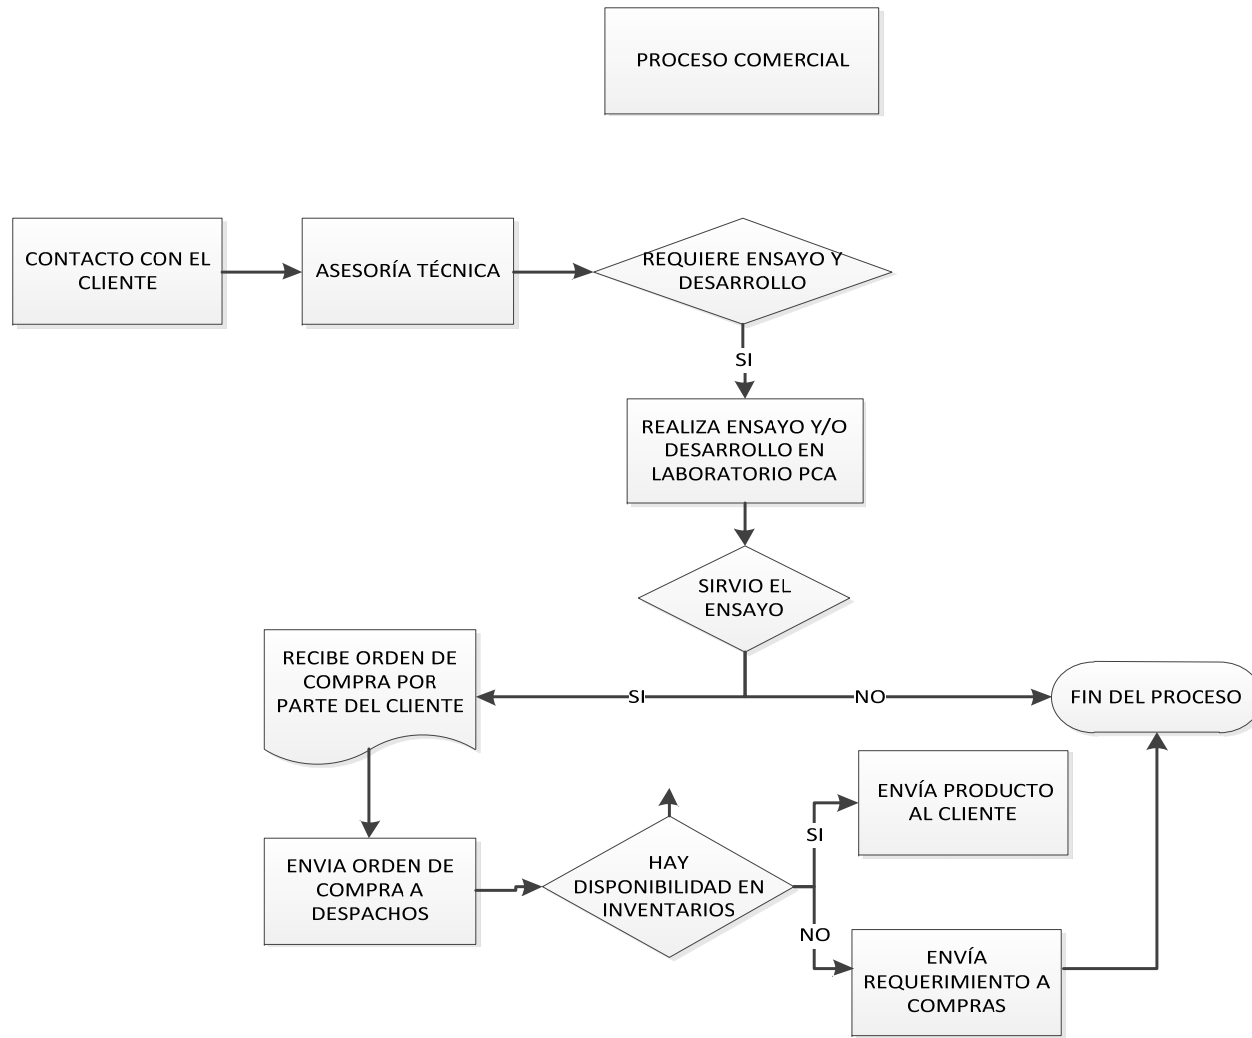 PROCESO COMERCIAL
CONTACTO CON EL
CLIENTE
ASESORÍA TÉCNICA
REQUIERE ENSAYO Y
DESARROLLO
SI
REALIZA ENSAYO Y/O
DESARROLLO EN
LABORATORIO PCA
SIRVIO EL
ENSAYO
RECIBE ORDEN DE
COMPRA POR
PARTE DEL CLIENTE
SI
NO
FIN DEL PROCESO
ENVIA ORDEN DE
COMPRA A
DESPACHOS
HAY
DISPONIBILIDAD EN
INVENTARIOS
SI
ENVÍA PRODUCTO
AL CLIENTE
NO
ENVÍA
REQUERIMIENTO A
COMPRAS